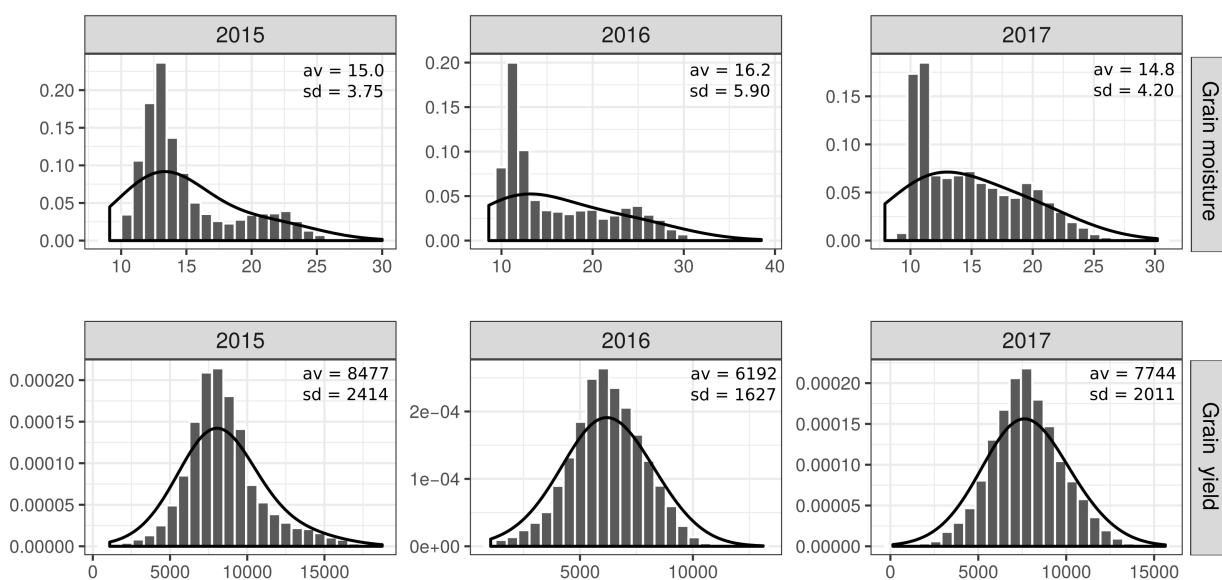 2015
2016
2017
av = 15.0
sd = 3.75
av = 16.2
sd = 5.90
av = 14.8
sd = 4.20
0.20
0.15
0.10
0.05
0.00
0.20
0.15
0.10
0.05
0.00
0.15
0.10
0.05
0.00
10 15 20 25 30
10 20 30 40
10 15 20 25 30
Grain moisture
2015
2016
2017
av = 8477
sd = 2414
av = 6192
sd = 1627
av = 7744
sd = 2011
0.00020
0.00015
0.00010
0.00005
0.00000
2e−04
1e−04
0e+00
0.00020
0.00015
0.00010
0.00005
0.00000
0 5000 10000 15000
5000 10000
0 5000 10000 15000
Grain yield